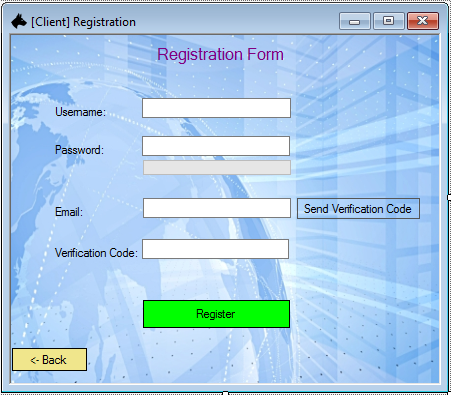 [Client] Registration
Registration Form
Username:
Password:
Email:
Send Verification Code
Verification Code:
Register
<- Back